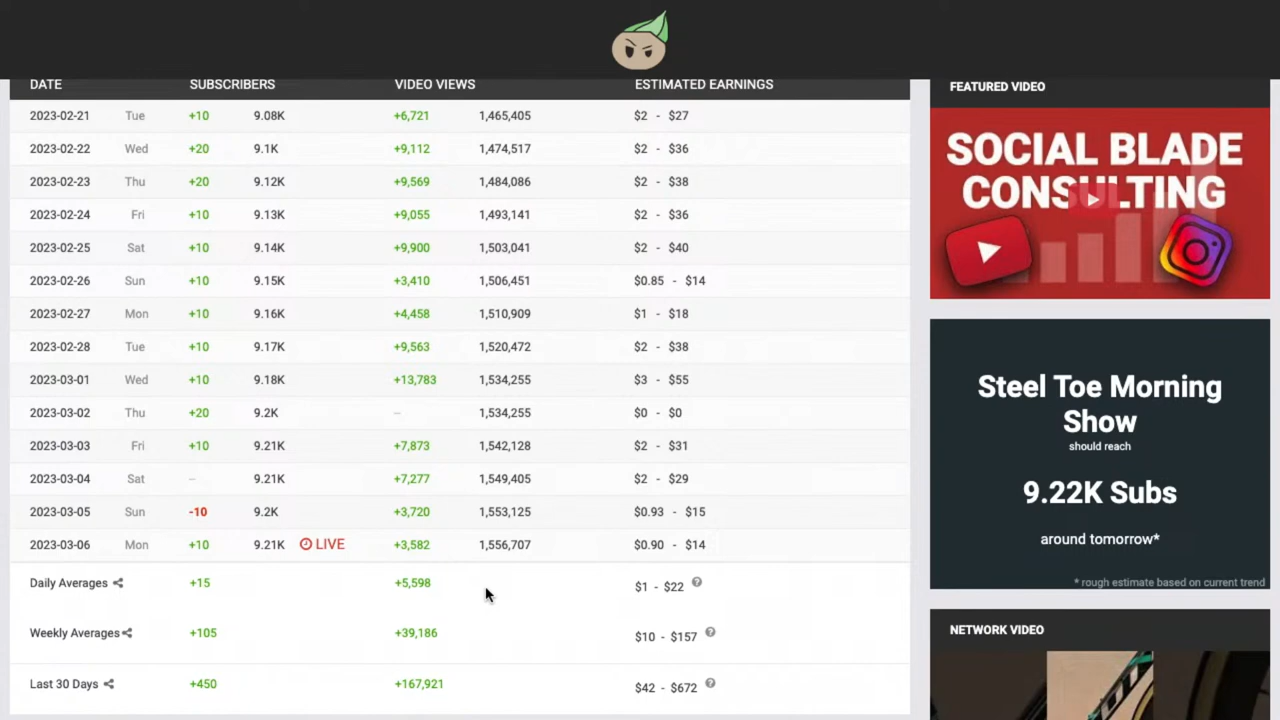 DATE SUBSCRIBERS VIDEO VIEWS ESTIMATED EARNINGS
2023-02-21 Tue +10 9.08K +6,721 1,465,405 $2 - $27
2023-02-22 Wed +20 9.1K +9,112 1,474,517 $2 - $36
2023-02-23 Thu +20 9.12K +9,569 1,484,086 $2 - $38
2023-02-24 Fri +10 9.13K +9,055 1,493,141 $2 - $36
2023-02-25 Sat +10 9.14K +9,900 1,503,041 $2 - $40
2023-02-26 Sun +10 9.15K +3,410 1,506,451 $0.85 - $14
2023-02-27 Mon +10 9.16K +4,458 1,510,909 $1 - $18
2023-02-28 Tue +10 9.17K +9,563 1,520,472 $2 - $38
2023-03-01 Wed +10 9.18K +13,783 1,534,255 $3 - $55
2023-03-02 Thu +20 9.2K -- 1,534,255 $0 - $0
2023-03-03 Fri +10 9.21K +7,873 1,542,128 $2 - $31
2023-03-04 Sat -- 9.21K +7,277 1,549,405 $2 - $29
2023-03-05 Sun -10 9.2K +3,720 1,553,125 $0.93 - $15
2023-03-06 Mon +10 9.21K LIVE +3,582 1,556,707 $0.90 - $14
Daily Averages +15 +5,598 $1 - $22
Weekly Averages +105 +39,186 $10 - $157
Last 30 Days +450 +167,921 $42 - $672
FEATURED VIDEO
SOCIAL BLADE
CONSULTING
Steel Toe Morning
Show
should reach
9.22K Subs
around tomorrow*
* rough estimate based on current trend
NETWORK VIDEO